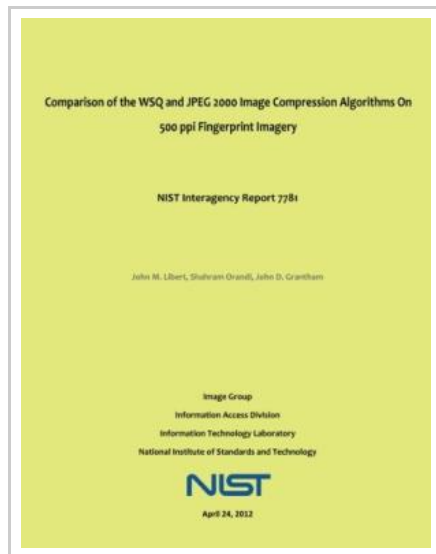 Comparison of the WSQ and JPEG 2000 Image Compression Algorithms On
500 ppi Fingerprint Imagery
NIST Interagency Report 7781
John M. Libert, Shahram Orandi, John D. Grantham
Image Group
Information Access Division
Information Technology Laboratory
National Institute of Standards and Technology
NIST
April 24, 2012